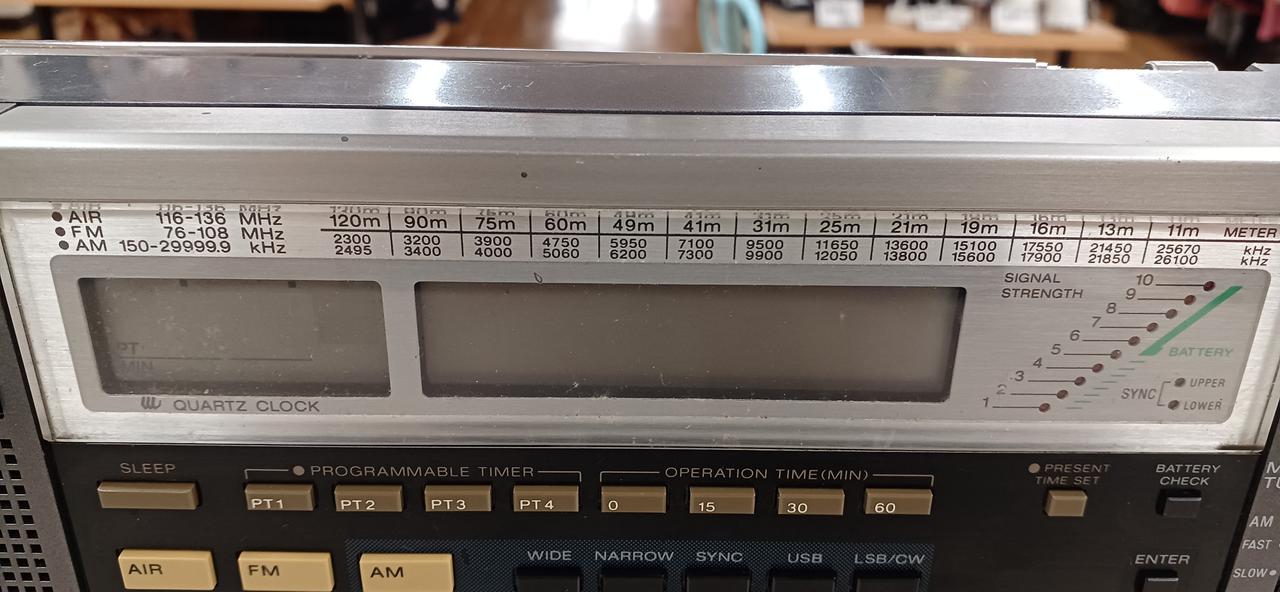 AIR 116-136 MHz
FM 76-108 MHz
AM 150-29999.9 kHz
120m 90m 75m 60m 49m 41m 31m 25m 21m 19m 16m 13m 11m METER
2300 3200 3900 4750 5950 7100 9500 11650 13600 15100 17550 21450 25670 kHz
2495 3400 4000 5060 6200 7300 9900 12050 13800 15600 17900 21850 26100 kHz
PT
MIN
QUARTZ CLOCK
SIGNAL
STRENGTH
10
9
8
7
6
5
4
3
2
1
BATTERY
SYNC
UPPER
LOWER
SLEEP
PROGRAMMABLE TIMER
OPERATION TIME(MIN)
PRESENT
TIME SET
BATTERY
CHECK
PT1 PT2 PT3 PT4 0 15 30 60
AIR FM AM
WIDE NARROW SYNC USB LSB/CW
ENTER
AM
FAST
SLOW